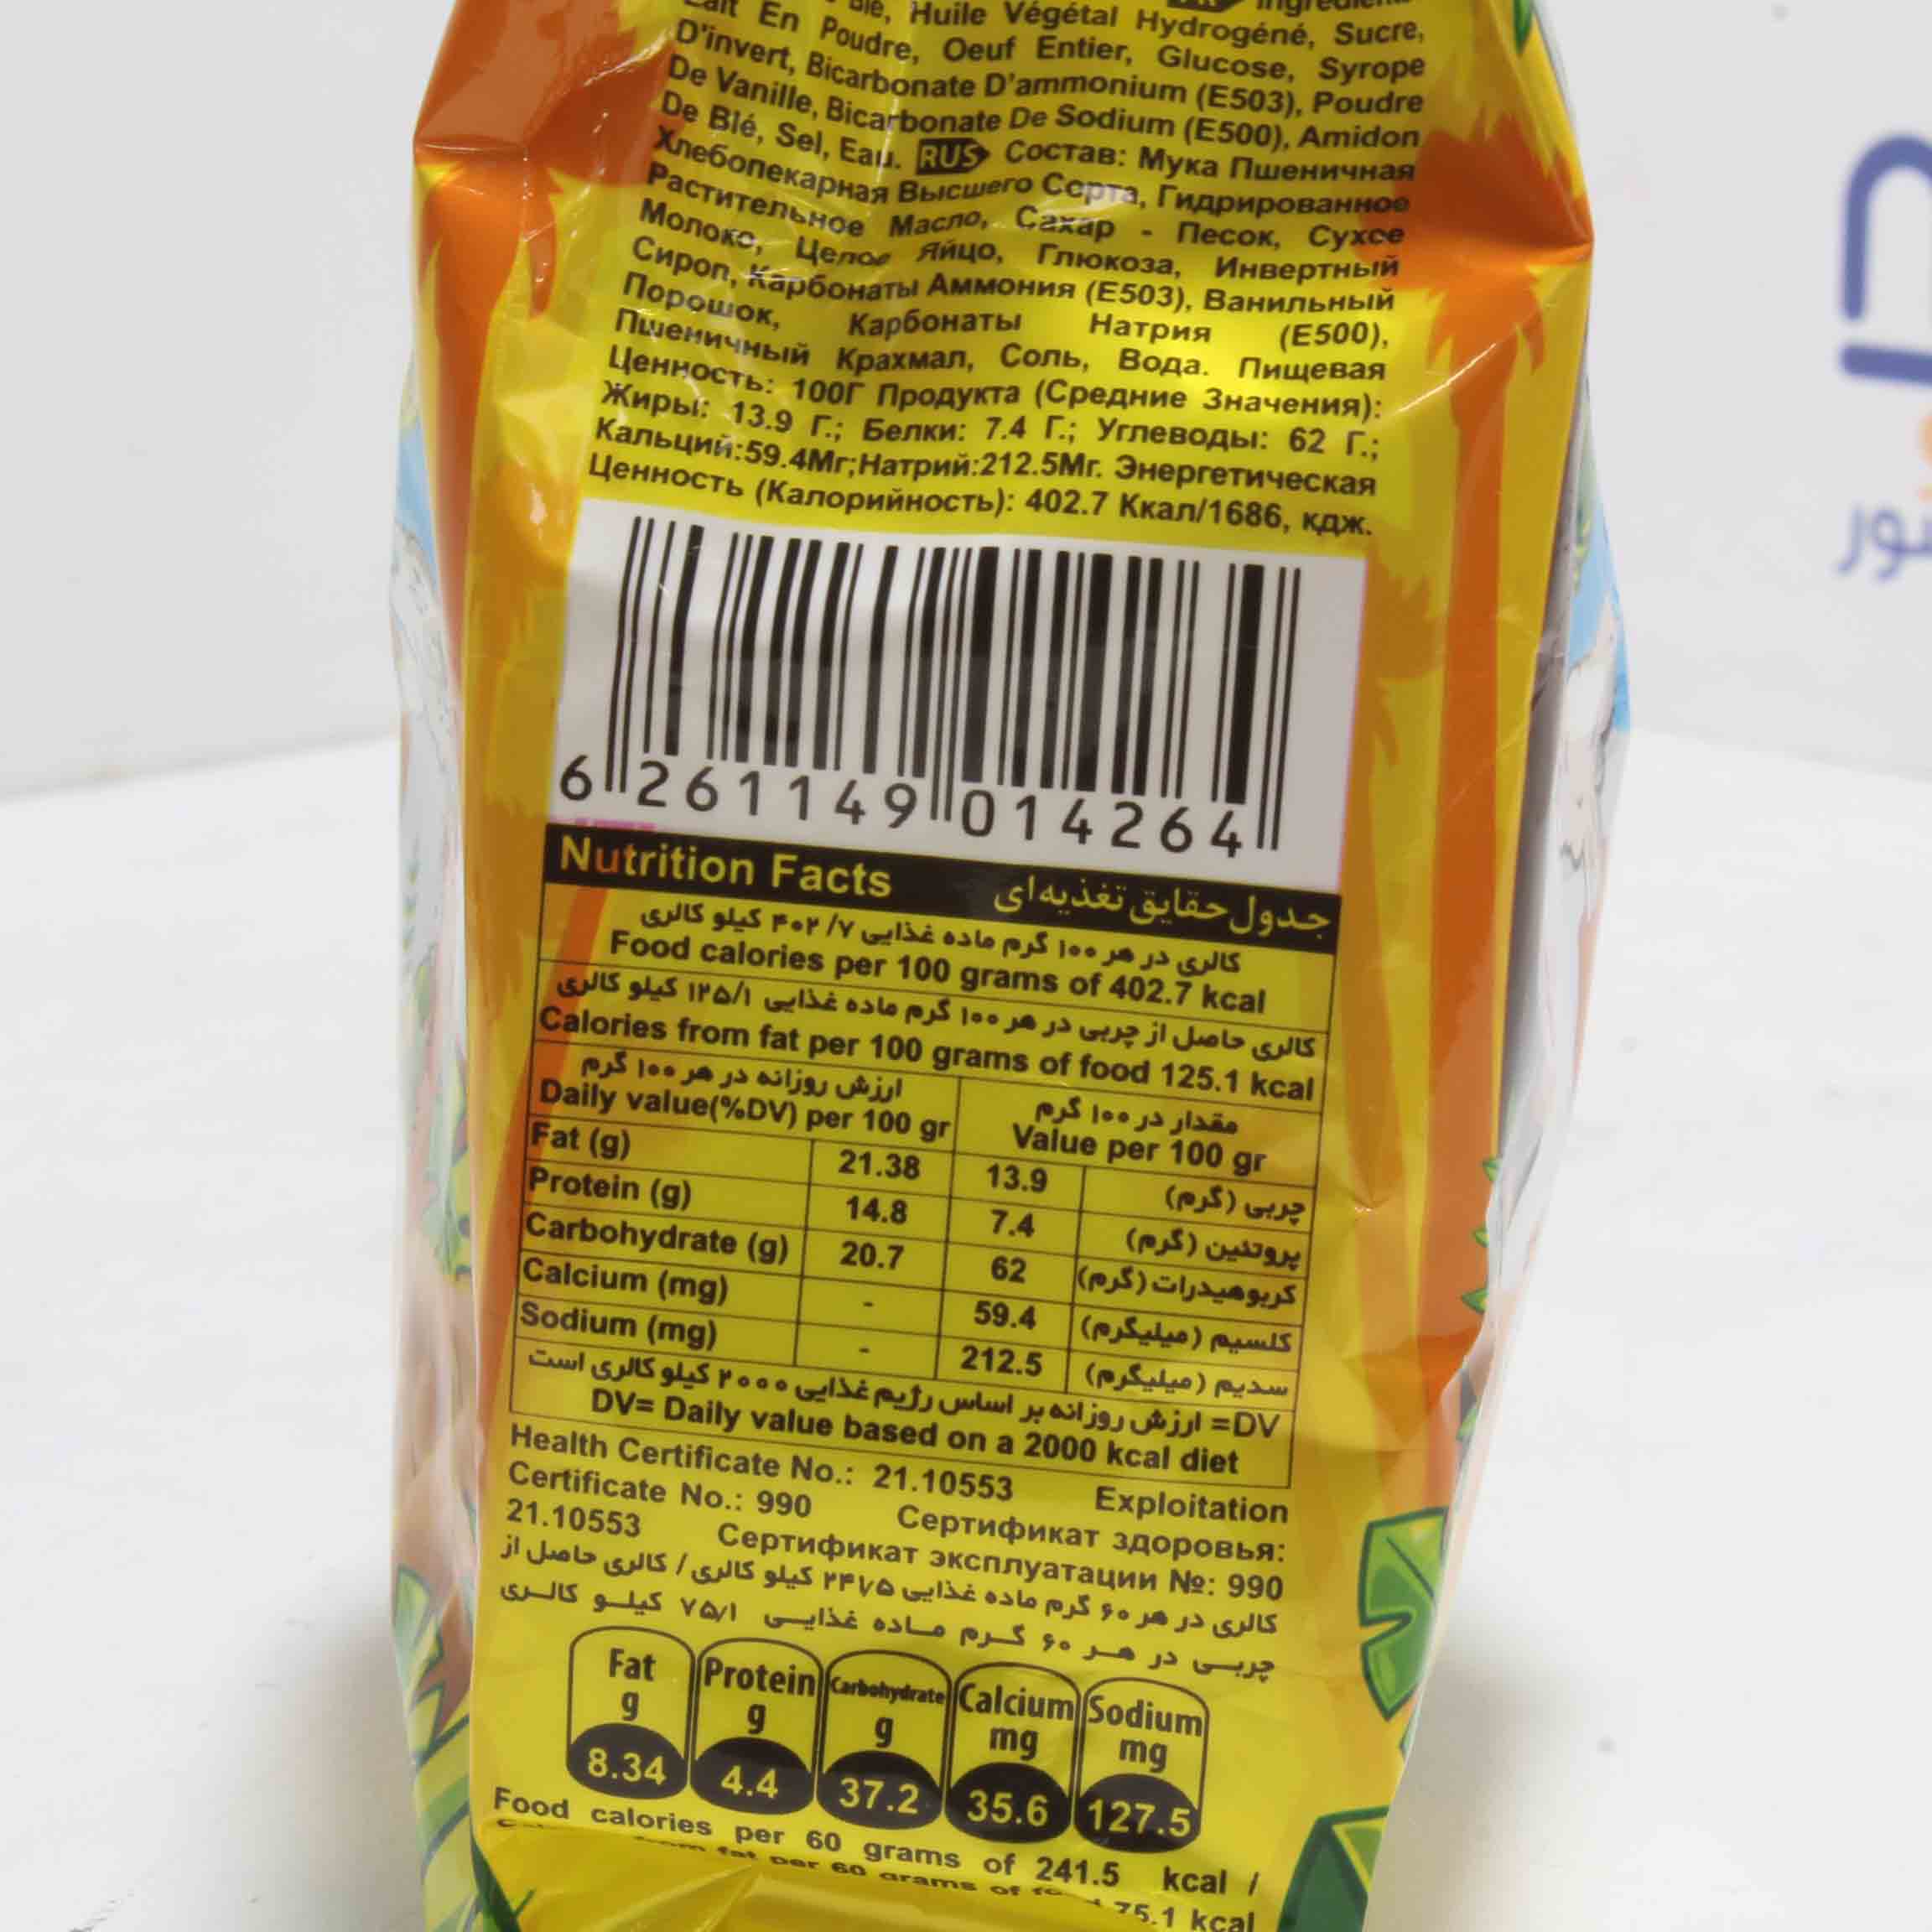 Huile Végétal Hydrogéné, Sucre,
En Poudre, Oeuf Entier, Glucose, Syrope
D'invert, Bicarbonate D'ammonium (E503), Poudre
De Vanille, Bicarbonate De Sodium (E500), Amidon
De Blé, Sel, Eau. RUS Состав: Мука Пшеничная
Хлебопекарная Высшего Сорта, Гидрированное
Растительное Масло, Сахар - Песок, Сухое
Молоко, Целое Яйцо, Глюкоза, Инвертный
Сироп, Карбонаты Аммония (E503), Ванильный
Порошок, Карбонаты Натрия (E500),
Пшеничный Крахмал, Соль, Вода. Пищевая
Ценность: 100Г Продукта (Средние Значения):
Жиры: 13.9 Г.; Белки: 7.4 Г.; Углеводы: 62 Г.;
Кальций:59.4Мг;Натрий:212.5Мг. Энергетическая
Ценность (Калорийность): 402.7 Ккал/1686, кдж.
6 261149 014264
Nutrition Facts جدول حقایق تغذیه ای
کالری در هر ۱۰۰ گرم ماده غذایی ۴۰۲/۷ کیلو کالری
Food calories per 100 grams of 402.7 kcal
کالری حاصل از چربی در هر ۱۰۰ گرم ماده غذایی ۱۲۵/۱ کیلو کالری
Calories from fat per 100 grams of food 125.1 kcal
ارزش روزانه در هر ۱۰۰ گرم مقدار در ۱۰۰ گرم
Daily value(%DV) per 100 gr Value per 100 gr
Fat (g) 21.38 13.9 چربی (گرم)
Protein (g) 14.8 7.4 پروتئین (گرم)
Carbohydrate (g) 20.7 62 کربوهیدرات (گرم)
Calcium (mg) - 59.4 کلسیم (میلیگرم)
Sodium (mg) - 212.5 سدیم (میلیگرم)
DV= ارزش روزانه بر اساس رژیم غذایی ۲۰۰۰ کیلو کالری است
DV= Daily value based on a 2000 kcal diet
Health Certificate No.: 21.10553 Exploitation
Certificate No.: 990 Сертификат здоровья:
21.10553 Сертификат эксплуатации №: 990
کالری در هر ۶۰ گرم ماده غذایی ۲۴۷۵ کیلو کالری / کالری حاصل از
چربی در هر ۶۰ گرم ماده غذایی ۷۵/۱ کیلو کالری
Fat Protein Carbohydrate Calcium Sodium
g g g mg mg
8.34 4.4 37.2 35.6 127.5
Food calories per 60 grams of 241.5 kcal /
fat per 60 grams of 75.1 kcal